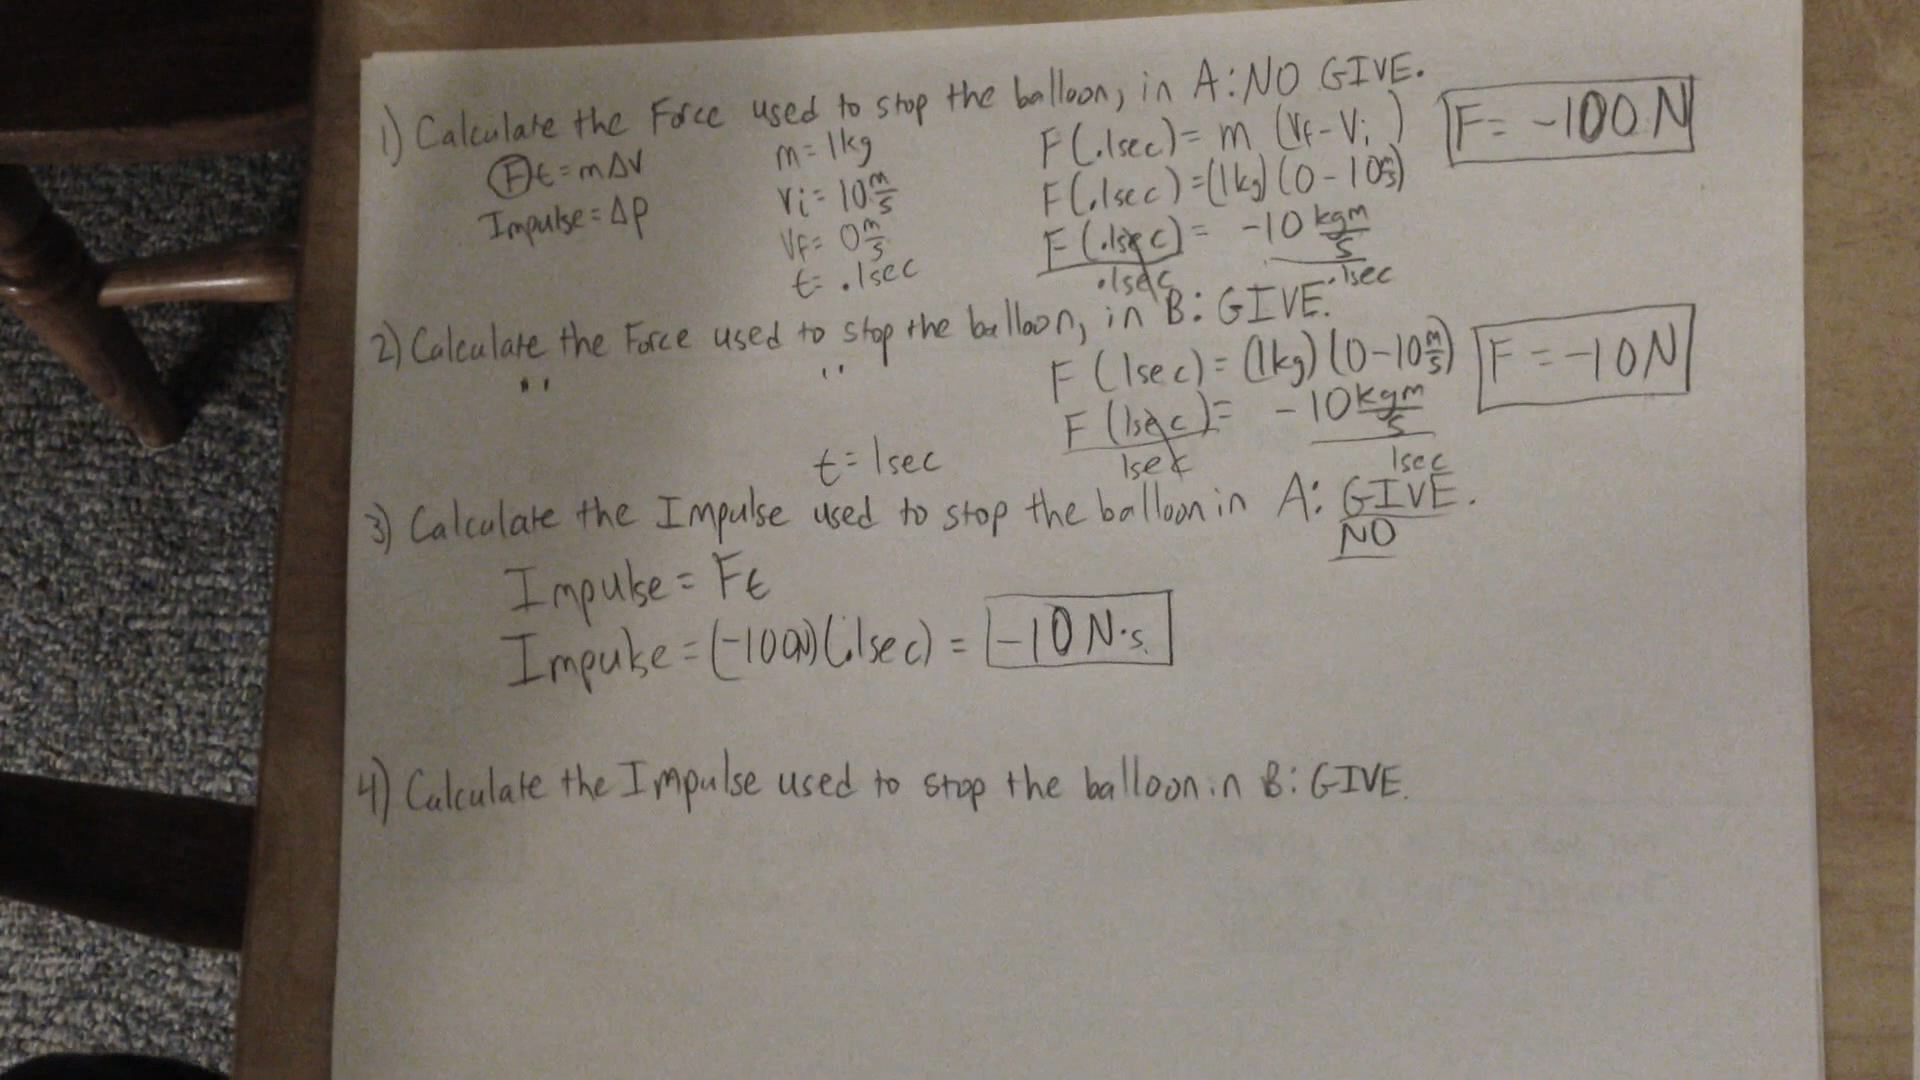 1) Calculate the Force used to stop the balloon, in A: NO GIVE.
Ft = mΔV
Impulse = Δp
m = 1kg
Vi = 10 m/s
Vf = 0 m/s
t = .1sec
F(.1sec) = m (Vf - Vi)
F(.1sec) = (1kg)(0 - 10 m/s)
F(.1sec) = -10 kgm/s
.1sec .1sec
F = -100 N
2) Calculate the Force used to stop the balloon, in B: GIVE.
" "
t = 1sec
F (1sec) = (1kg)(0 - 10 m/s)
F (1sec) = -10 kgm/s
1sec 1sec
F = -10 N
3) Calculate the Impulse used to stop the balloon in A: GIVE.
NO
Impulse = Ft
Impulse = (-100N)(.1sec) = -10 N·s.
4) Calculate the Impulse used to stop the balloon in B: GIVE.